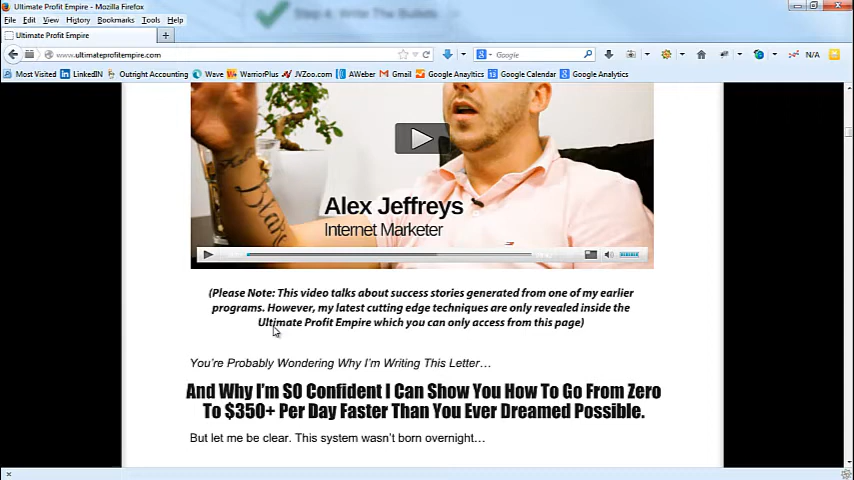 Step 4: Write The Bullets
Ultimate Profit Empire - Mozilla Firefox
File Edit View History Bookmarks Tools Help
Ultimate Profit Empire
www.ultimateprofitempire.com
Google
N/A
Most Visited LinkedIN Outright Accounting Wave WarriorPlus JVZoo.com AWeber Gmail Google Anayltics Google Calendar Google Analytics
Alex Jeffreys
Internet Marketer
(Please Note: This video talks about success stories generated from one of my earlier
programs. However, my latest cutting edge techniques are only revealed inside the
Ultimate Profit Empire which you can only access from this page)
You're Probably Wondering Why I'm Writing This Letter…
And Why I'm SO Confident I Can Show You How To Go From Zero
To $350+ Per Day Faster Than You Ever Dreamed Possible.
But let me be clear. This system wasn't born overnight…